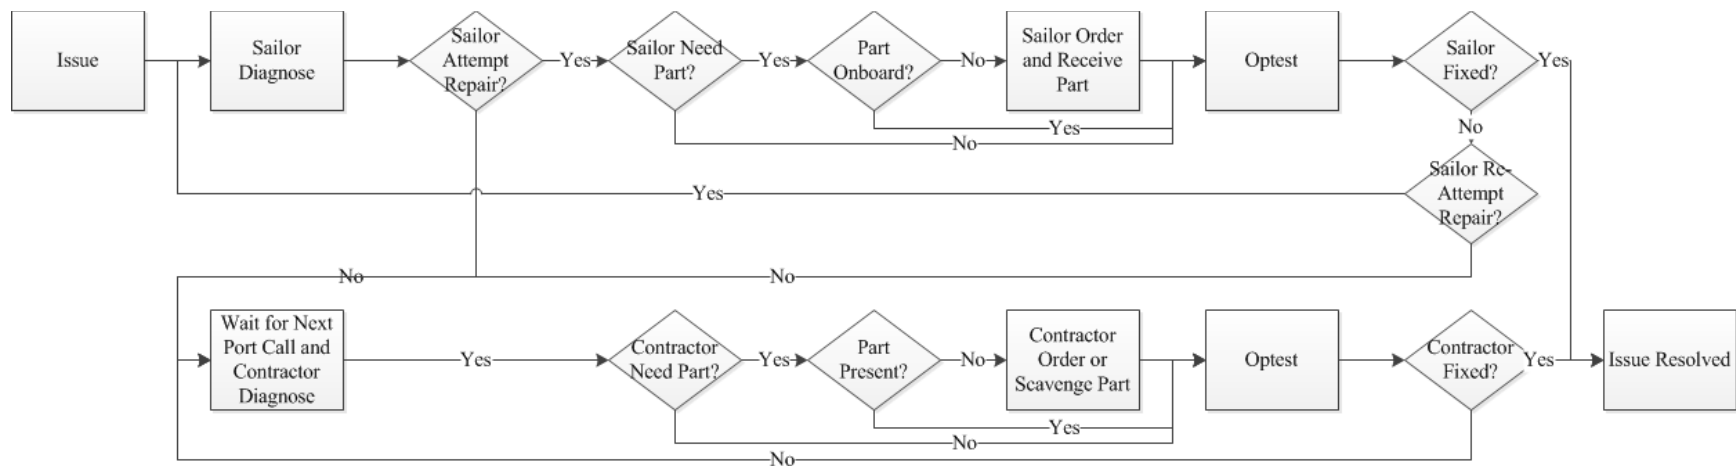 Issue
Sailor
Diagnose
Sailor
Attempt
Repair?
Yes
Sailor Need
Part?
Yes
Part
Onboard?
No
Sailor Order
and Receive
Part
Optest
Sailor
Fixed?
Yes
Yes
No
No
Yes
Sailor Re-
Attempt
Repair?
No
No
Wait for Next
Port Call and
Contractor
Diagnose
Yes
Contractor
Need Part?
Yes
Part
Present?
No
Contractor
Order or
Scavenge Part
Optest
Contractor
Fixed?
Yes
Issue Resolved
Yes
No
No